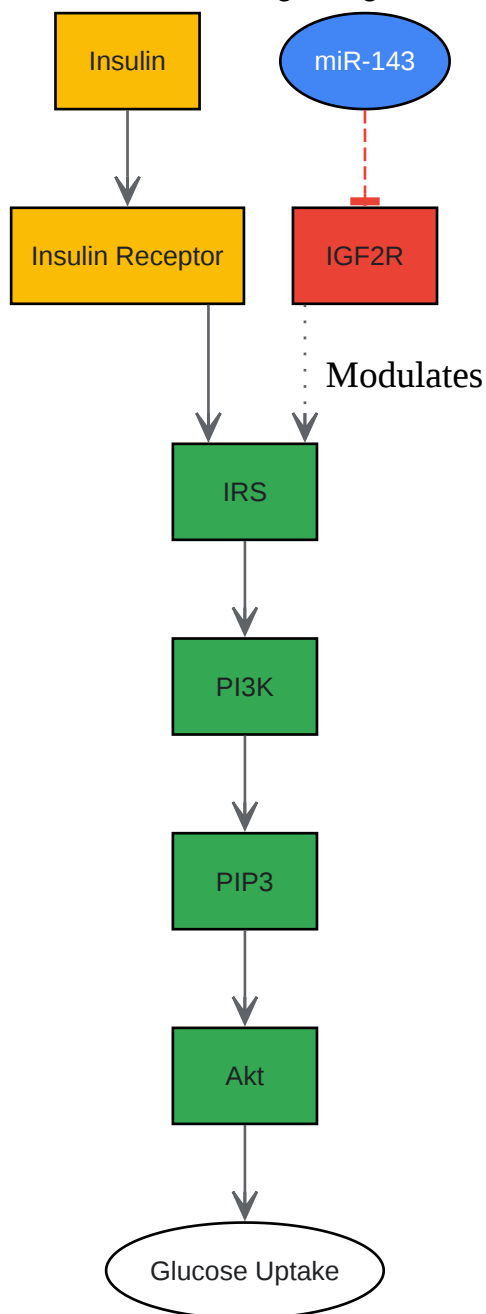 Insulin
miR-143
Insulin Receptor
IGF2R
Modulates
IRS
PI3K
PIP3
Akt
Glucose Uptake